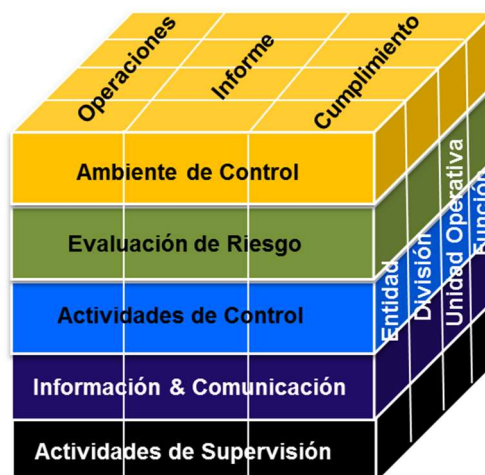 Operaciones
Informe
Cumplimiento
Ambiente de Control
Evaluación de Riesgo
Actividades de Control
Información & Comunicación
Actividades de Supervisión
Entidad
División
Unidad Operativa
Función